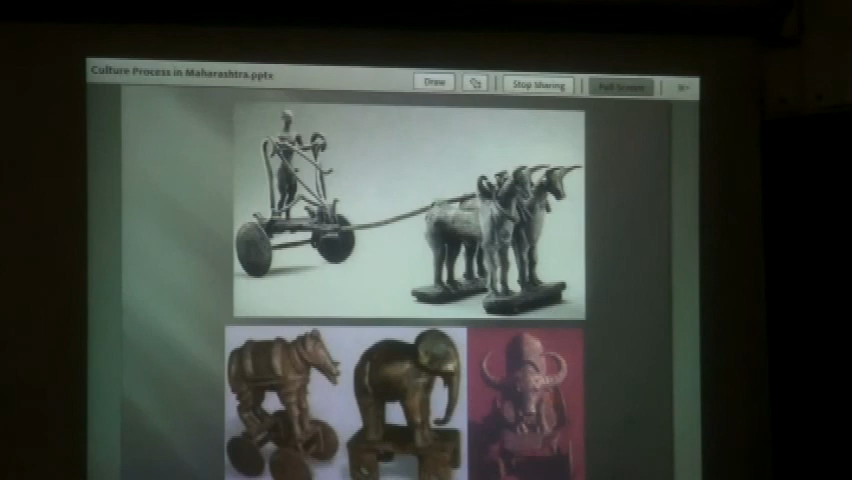 Culture Process in Maharashtra.pptx
Draw
Stop Sharing
Full Screen